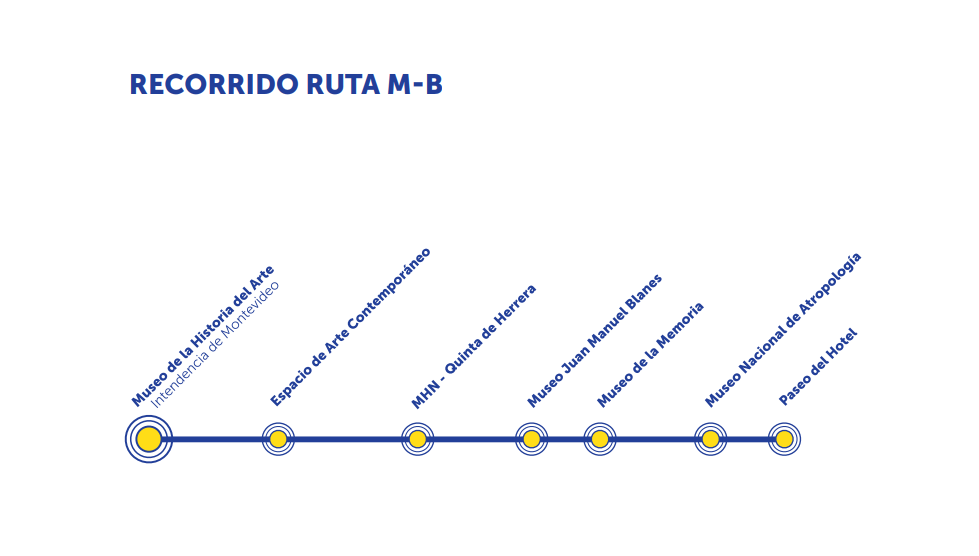 RECORRIDO RUTA M-B
Museo de la Historia del Arte
Intendencia de Montevideo
Espacio de Arte Contemporáneo
MHN - Quinta de Herrera
Museo Juan Manuel Blanes
Museo de la Memoria
Museo Nacional de Atropología
Paseo del Hotel